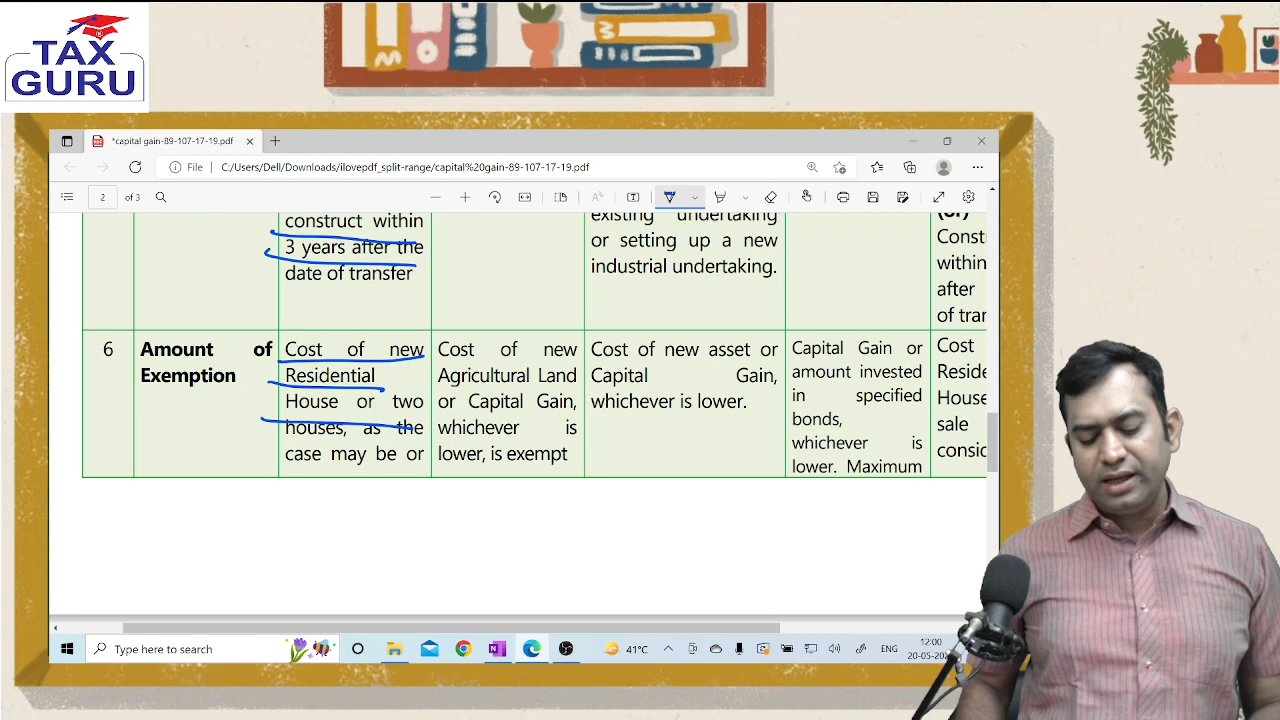 TAX
GURU
*capital gain-89-107-17-19.pdf
File
C:/Users/Dell/Downloads/ilovepdf_split-range/capital%20gain-89-107-17-19.pdf
2 of 3
construct within
3 years after the
date of transfer
existing undertaking
or setting up a new
industrial undertaking.
(or)
Constr
within
after
of tran
6
Amount of
Exemption
Cost of new
Residential
House or two
houses, as the
case may be or
Cost of new
Agricultural Land
or Capital Gain,
whichever is
lower, is exempt
Cost of new asset or
Capital Gain,
whichever is lower.
Capital Gain or
amount invested
in specified
bonds,
whichever is
lower. Maximum
Cost
Reside
House
sale
consid
Type here to search
41°C
ENG
12:00
20-05-20